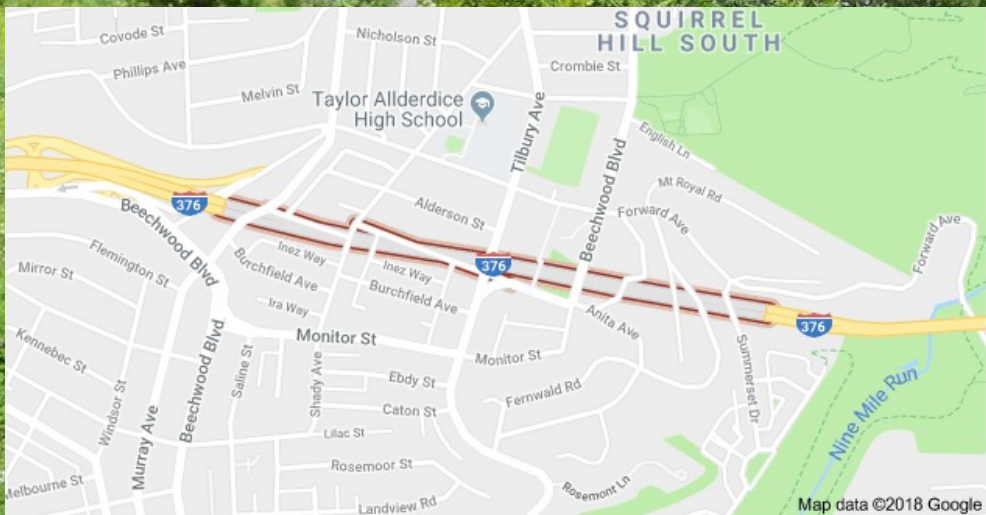 SQUIRREL
HILL SOUTH
Covode St
Nicholson St
Phillips Ave
Crombie St
Melvin St
Taylor Allderdice
High School
Tilbury Ave
English Ln
Beechwood Blvd
Mt Royal Rd
376
Alderson St
Forward Ave
Beechwood Blvd
Forward Ave
Flemington St
Inez Way
376
Mirror St
Burchfield Ave
Inez Way
Burchfield Ave
Ira Way
Anita Ave
376
Monitor St
Kennebec St
Monitor St
Summerset Dr
Saline St
Shady Ave
Ebdy St
Fernwald Rd
Nine Mile Run
Windsor St
Murray Ave
Beechwood Blvd
Caton St
Lilac St
Rosemoor St
Melbourne St
Rosemont Ln
Landview Rd
Map data ©2018 Google